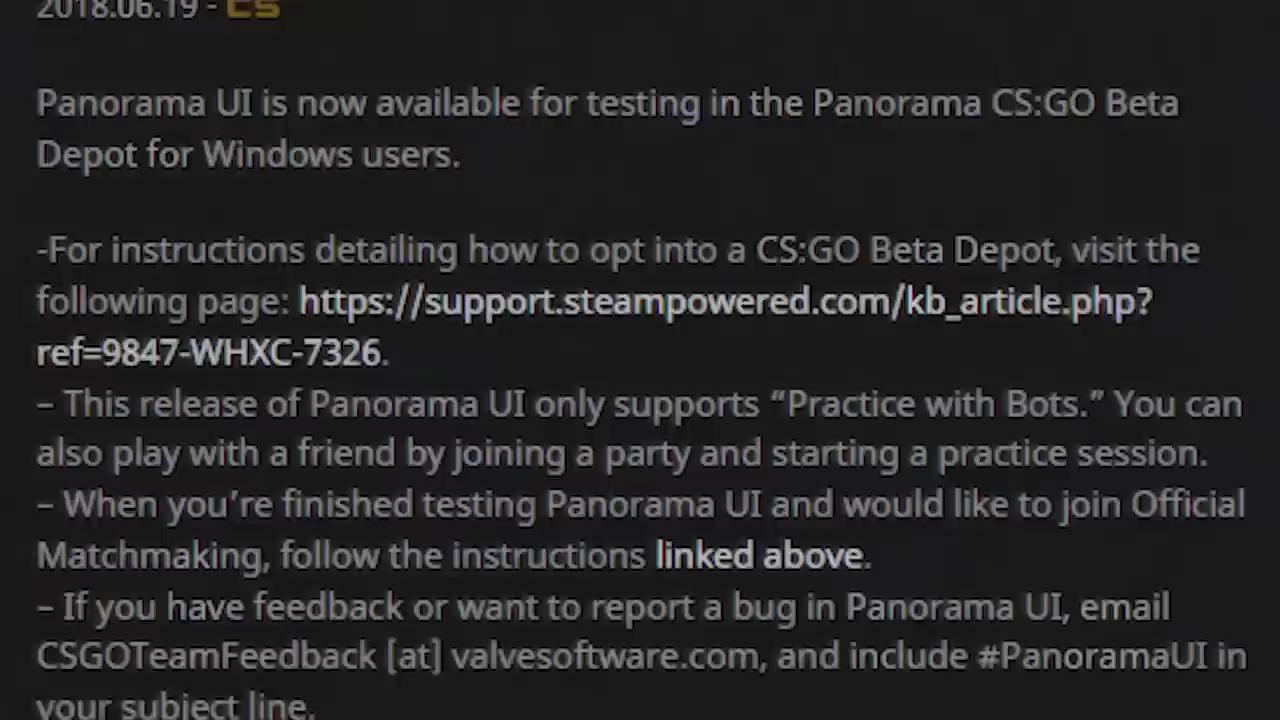 2018.06.19 - CS
Panorama UI is now available for testing in the Panorama CS:GO Beta
Depot for Windows users.
-For instructions detailing how to opt into a CS:GO Beta Depot, visit the
following page: https://support.steampowered.com/kb_article.php?
ref=9847-WHXC-7326.
– This release of Panorama UI only supports “Practice with Bots.” You can
also play with a friend by joining a party and starting a practice session.
– When you’re finished testing Panorama UI and would like to join Official
Matchmaking, follow the instructions linked above.
– If you have feedback or want to report a bug in Panorama UI, email
CSGOTeamFeedback [at] valvesoftware.com, and include #PanoramaUI in
your subject line.